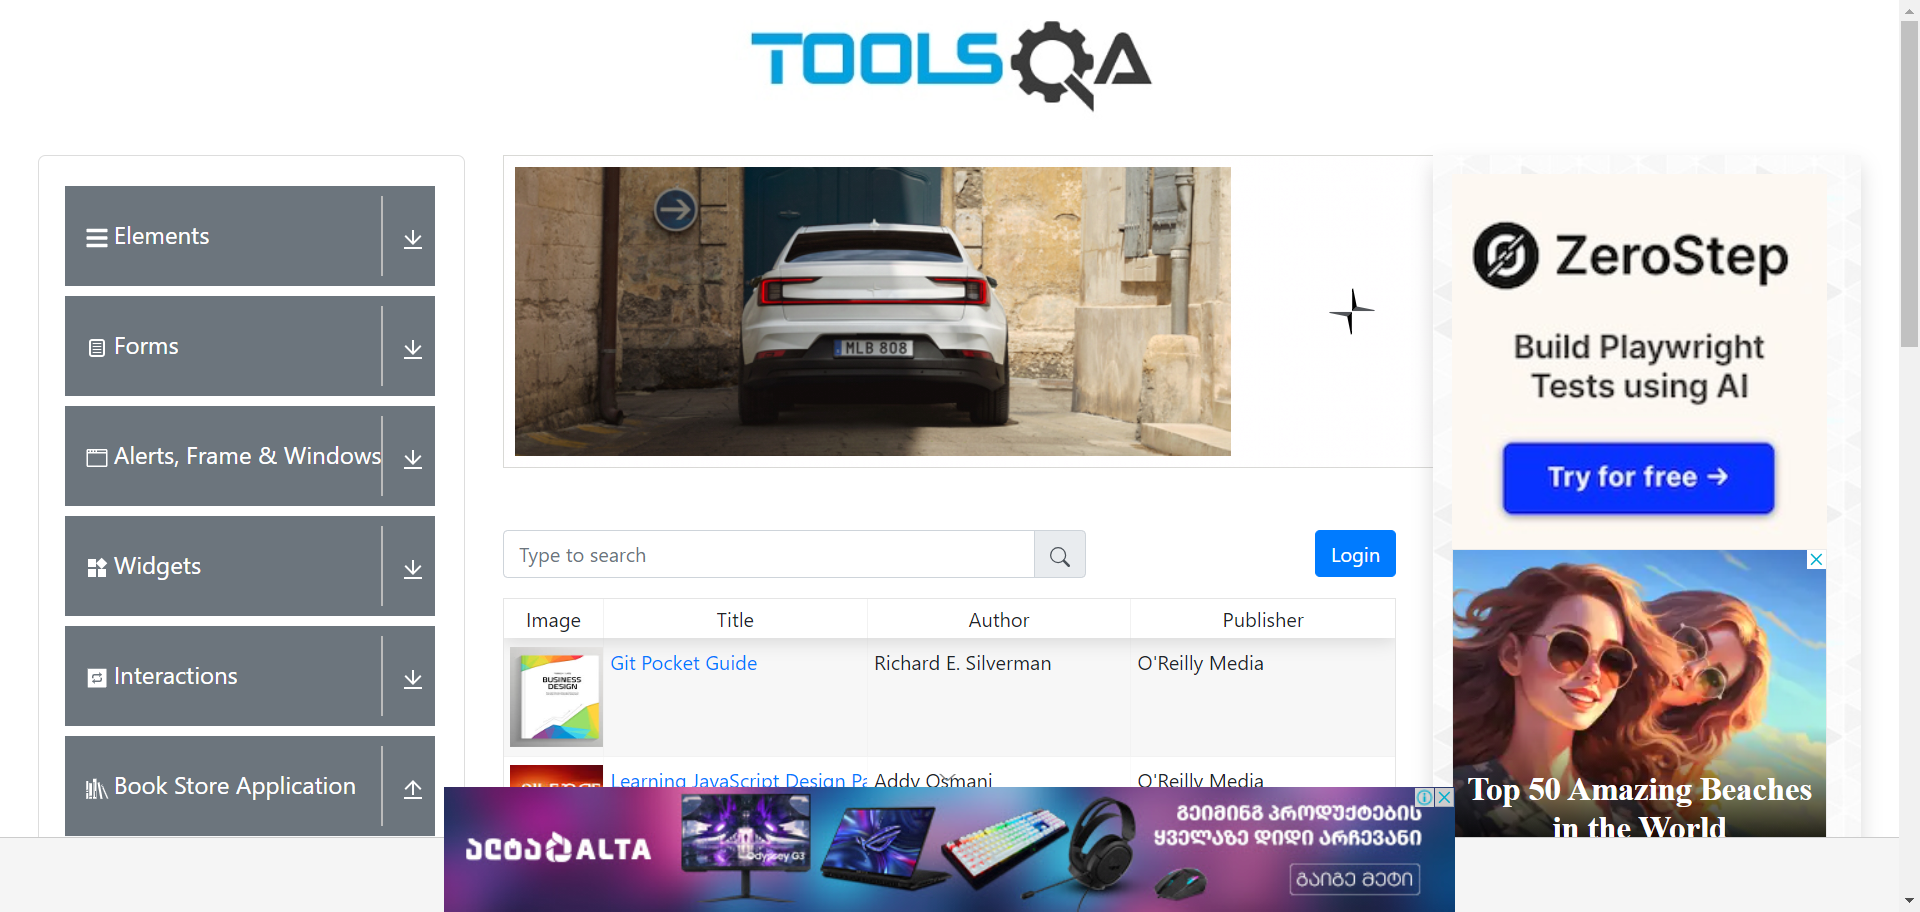 TOOLSQA
Elements
Forms
Alerts, Frame & Windows
Widgets
Interactions
Book Store Application
MLB 808
Type to search
Login
Image Title Author Publisher
BUSINESS
DESIGN
Git Pocket Guide Richard E. Silverman O'Reilly Media
Learning JavaScript Design Pa Addy Osmani O'Reilly Media
ZeroStep
Build Playwright
Tests using AI
Try for free →
Top 50 Amazing Beaches
in the World
ალტა ALTA
Odyssey G3
გეიმინგ პროდუქტების
ყველაზე დიდი არჩევანი
გაიგე მეტი